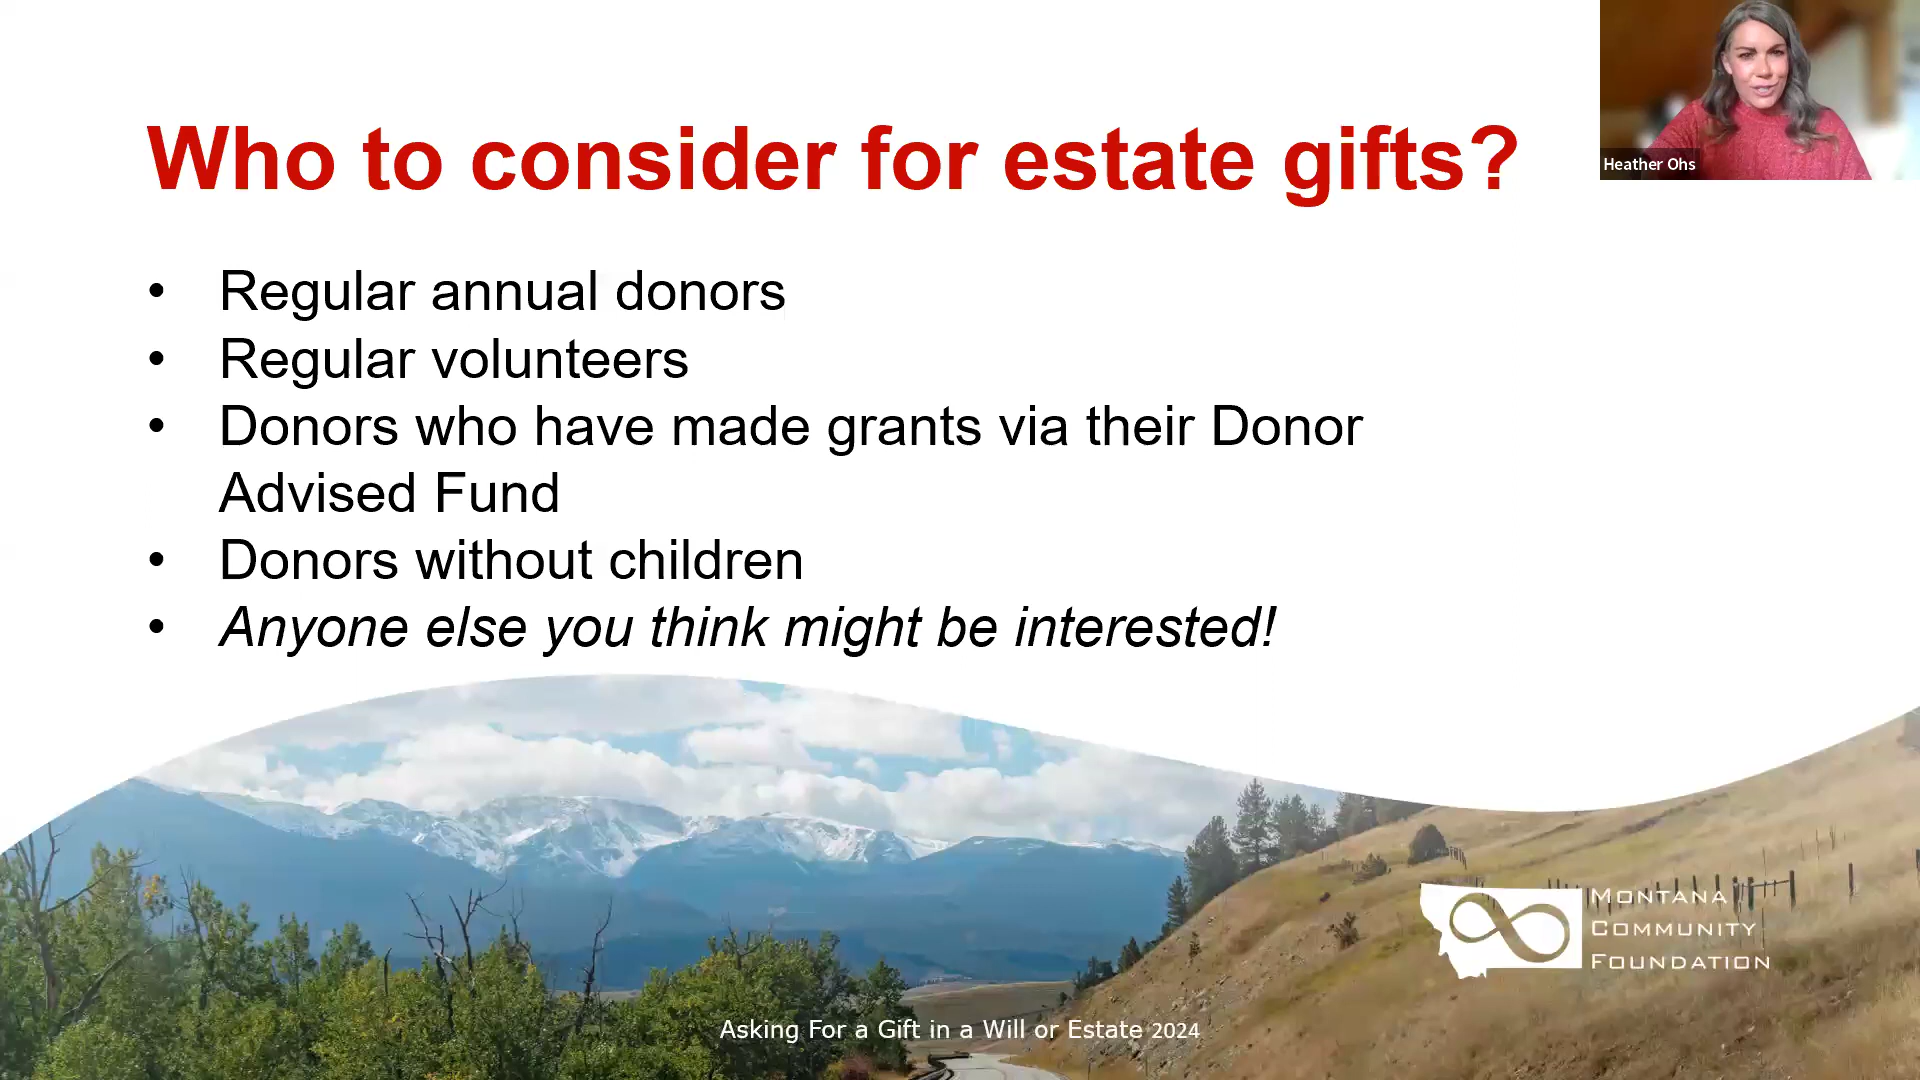 Who to consider for estate gifts?
Heather Ohs
• Regular annual donors
• Regular volunteers
• Donors who have made grants via their Donor
Advised Fund
• Donors without children
• Anyone else you think might be interested!
MONTANA
COMMUNITY
FOUNDATION
Asking For a Gift in a Will or Estate 2024